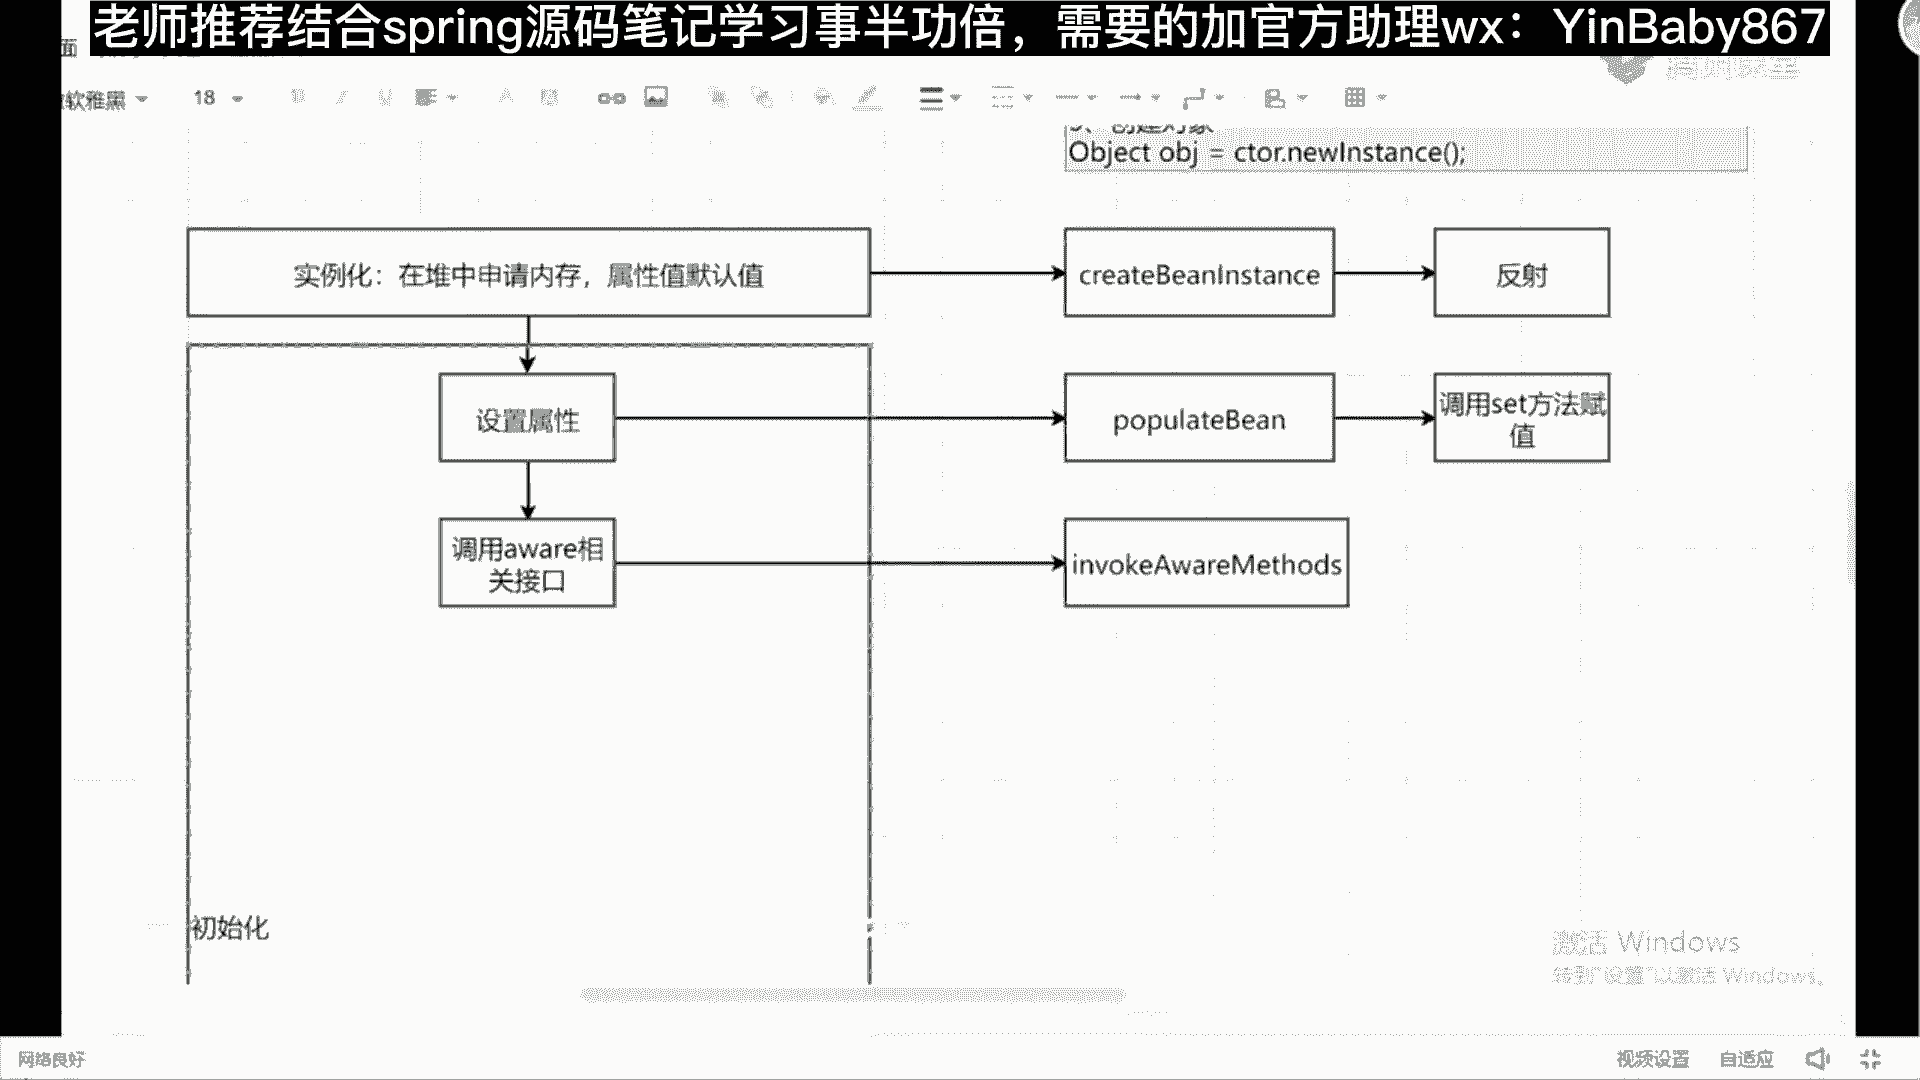 老师推荐结合spring源码笔记学习事半功倍，需要的加官方助理wx：YinBaby867
面
软雅黑
18
创建对象
Object obj = ctor.newInstance();
实例化：在堆中申请内存，属性值默认值
createBeanInstance
反射
设置属性
populateBean
调用set方法赋
值
调用aware相
关接口
invokeAwareMethods
初始化
激活 Windows
转到"设置"以激活 Windows。
网络良好
视频设置
自适应